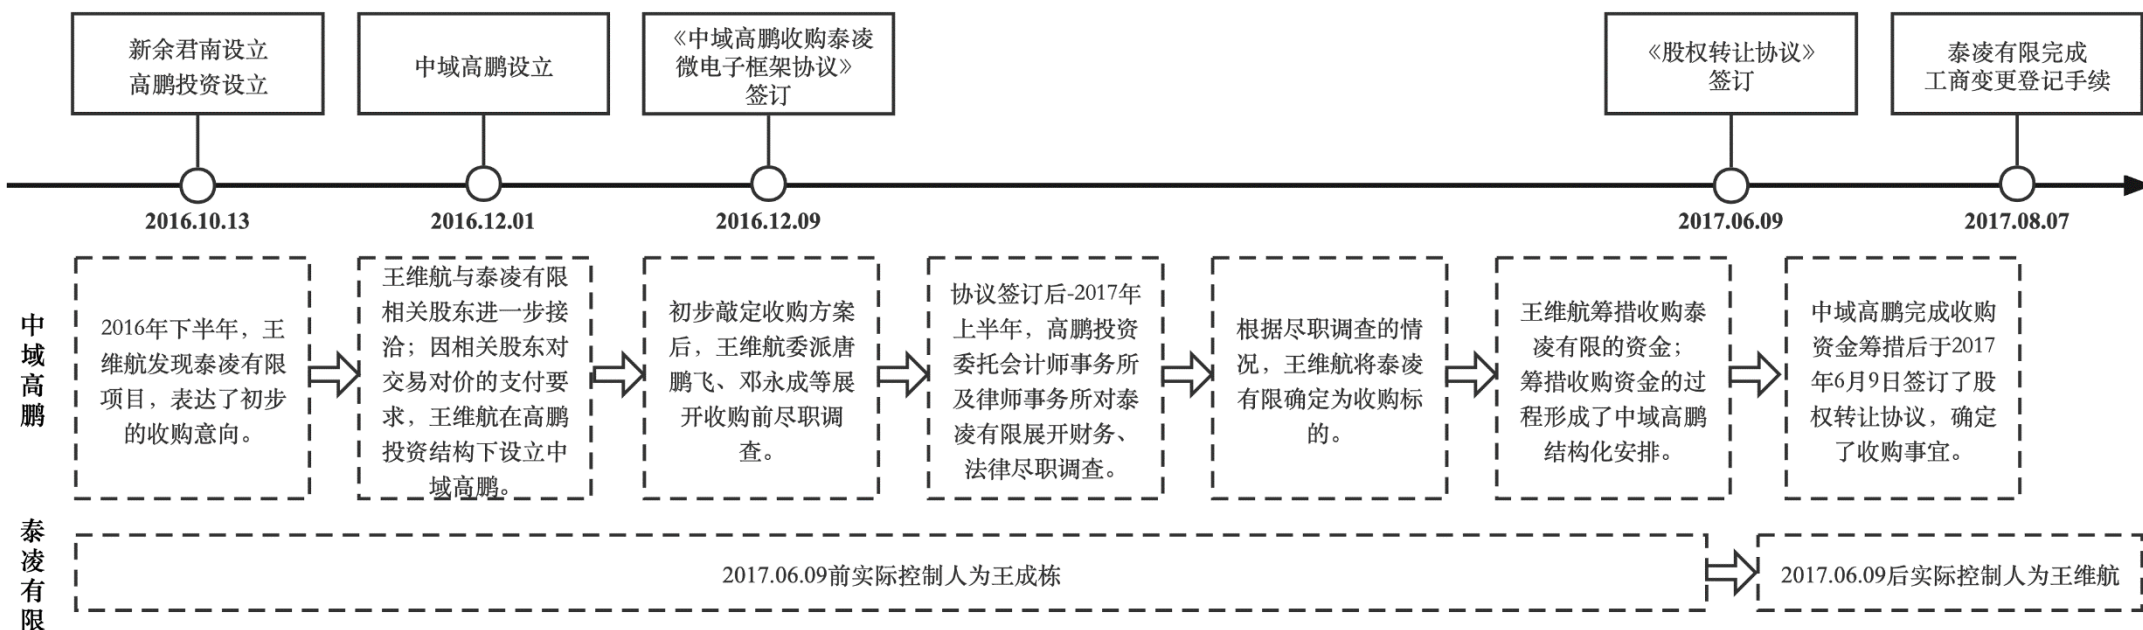 新余君南设立
高鹏投资设立
中域高鹏设立
《中域高鹏收购泰凌
微电子框架协议》
签订
《股权转让协议》
签订
泰凌有限完成
工商变更登记手续
2016.10.13
2016.12.01
2016.12.09
2017.06.09
2017.08.07
中域高鹏
2016年下半年，王
维航发现泰凌有限
项目，表达了初步
的收购意向。
王维航与泰凌有限
相关股东进一步接
洽；因相关股东对
交易对价的支付要
求，王维航在高鹏
投资结构下设立中
域高鹏。
初步敲定收购方案
后，王维航委派唐
鹏飞、邓永成等展
开收购前尽职调
查。
协议签订后-2017年
上半年，高鹏投资
委托会计师事务所
及律师事务所对泰
凌有限展开财务、
法律尽职调查。
根据尽职调查的情
况，王维航将泰凌
有限确定为收购标
的。
王维航筹措收购泰
凌有限的资金；
筹措收购资金的过
程形成了中域高鹏
结构化安排。
中域高鹏完成收购
资金筹措后于2017
年6月9日签订了股
权转让协议，确定
了收购事宜。
泰凌有限
2017.06.09前实际控制人为王成栋
2017.06.09后实际控制人为王维航